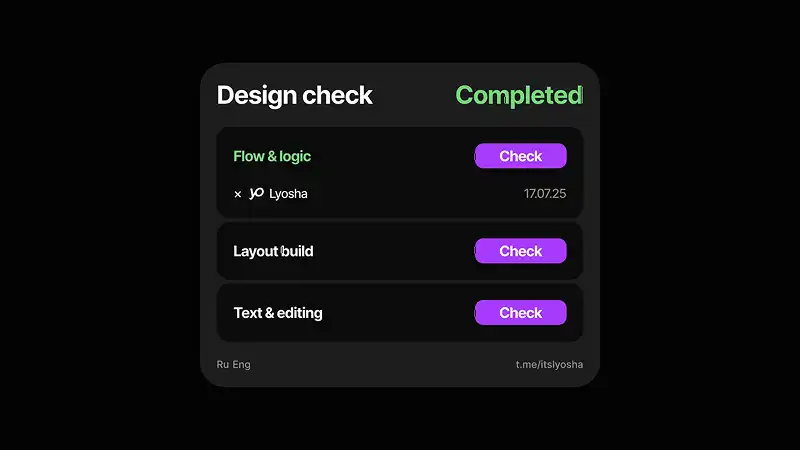 Design check Completed
Flow & logic Check
× yo Lyosha 17.07.25
Layout build Check
Text & editing Check
Ru Eng t.me/itslyosha